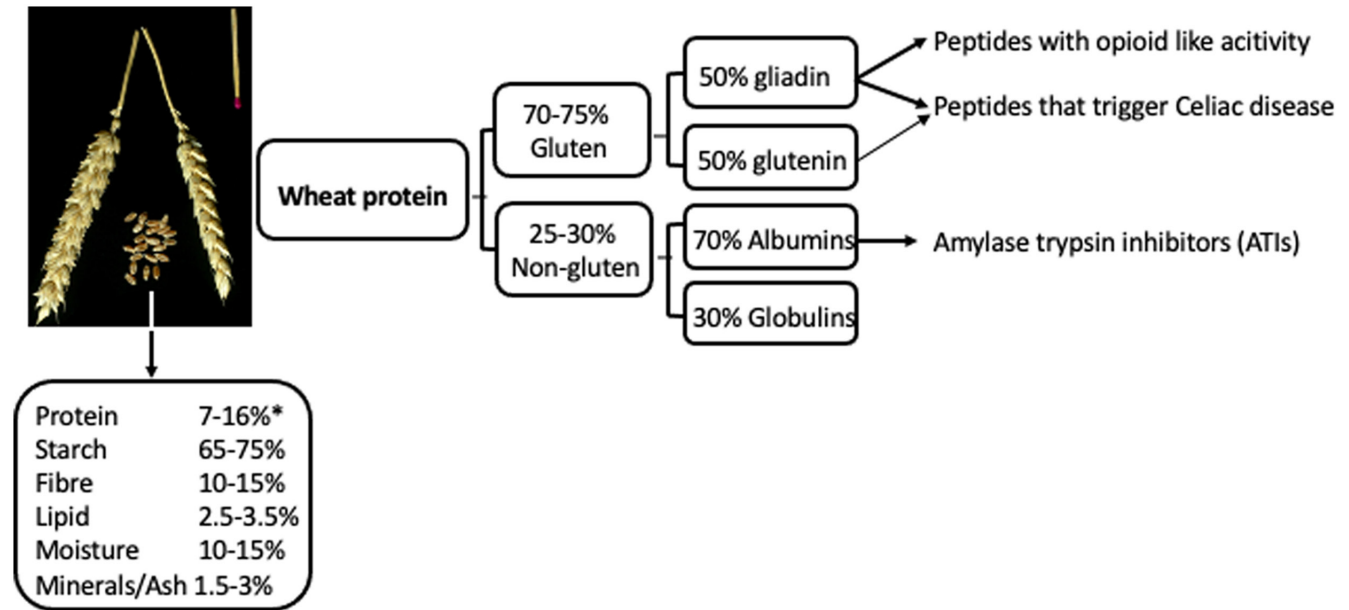 Wheat protein
70-75%
Gluten
25-30%
Non-gluten
50% gliadin
50% glutenin
70% Albumins
30% Globulins
Peptides with opioid like acitivity
Peptides that trigger Celiac disease
Amylase trypsin inhibitors (ATIs)
Protein 7-16%*
Starch 65-75%
Fibre 10-15%
Lipid 2.5-3.5%
Moisture 10-15%
Minerals/Ash 1.5-3%